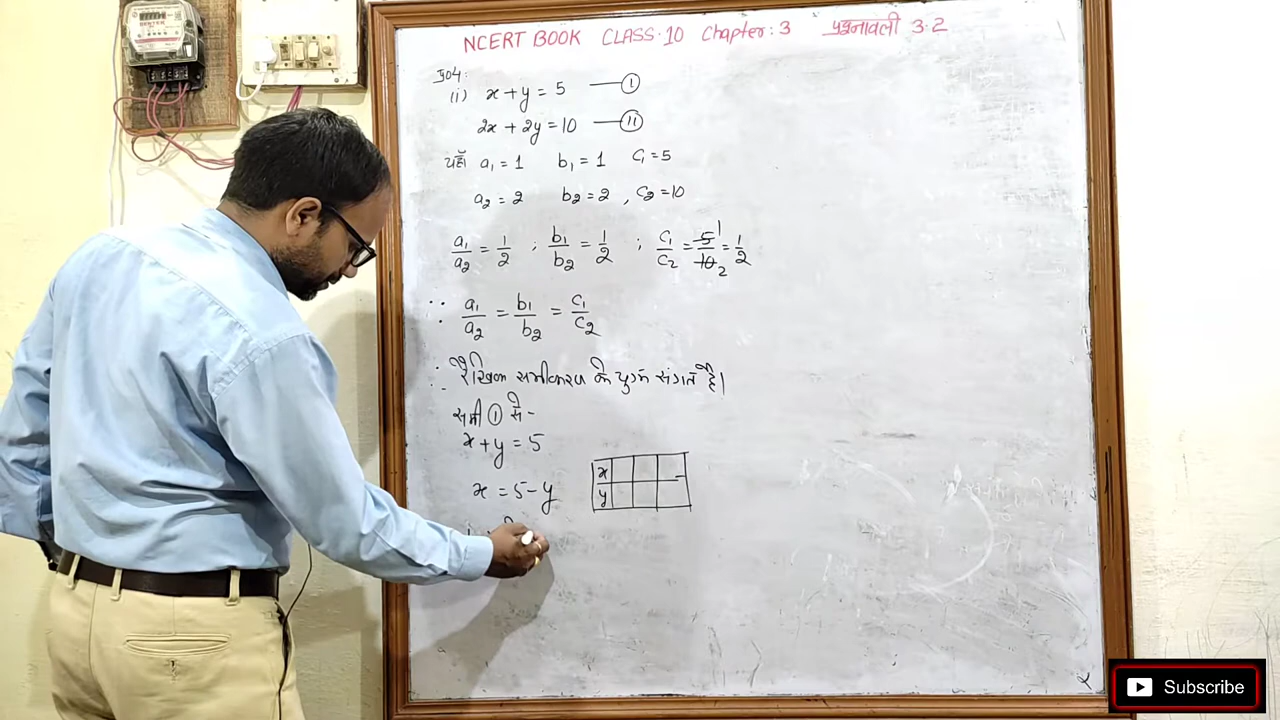 NCERT BOOK CLASS·10 Chapter:3 प्रश्नावली 3.2
प्र04:
(i) x + y = 5 —— (I)
2x + 2y = 10 —— (II)
यहाँ a₁ = 1 b₁ = 1 C₁ = 5
a₂ = 2 b₂ = 2 , C₂ = 10
a₁/a₂ = 1/2 ; b₁/b₂ = 1/2 ; C₁/C₂ = 5/10 = 1/2
∵ a₁/a₂ = b₁/b₂ = C₁/C₂
∴ रैखिक समीकरण के युग्म संगत है।
समी (1) से -
x + y = 5
x = 5 - y
x
y
Subscribe